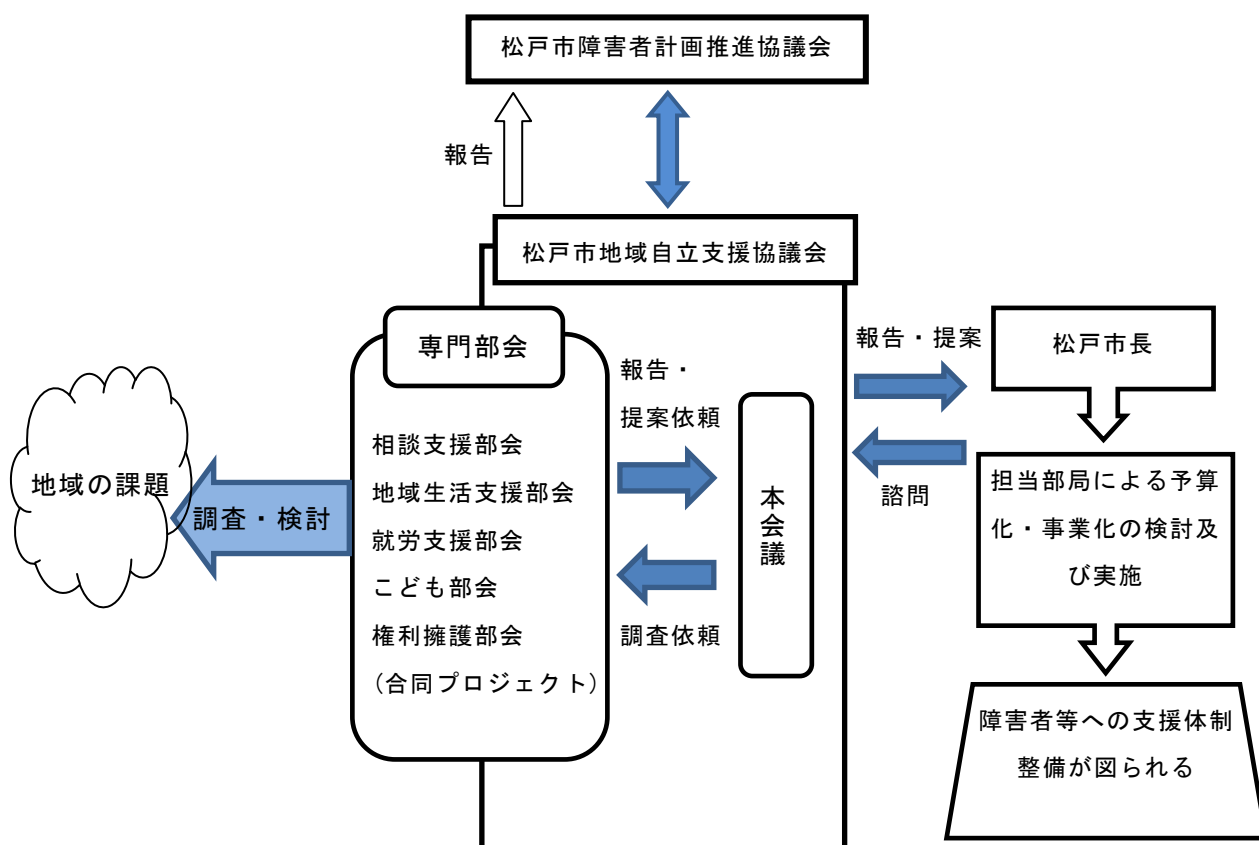 松戸市障害者計画推進協議会
報告
松戸市地域自立支援協議会
専門部会
相談支援部会
地域生活支援部会
就労支援部会
こども部会
権利擁護部会
(合同プロジェクト)
地域の課題
調査・検討
報告・
提案依頼
調査依頼
本会議
報告・提案
諮問
松戸市長
担当部局による予算
化・事業化の検討及
び実施
障害者等への支援体制
整備が図られる